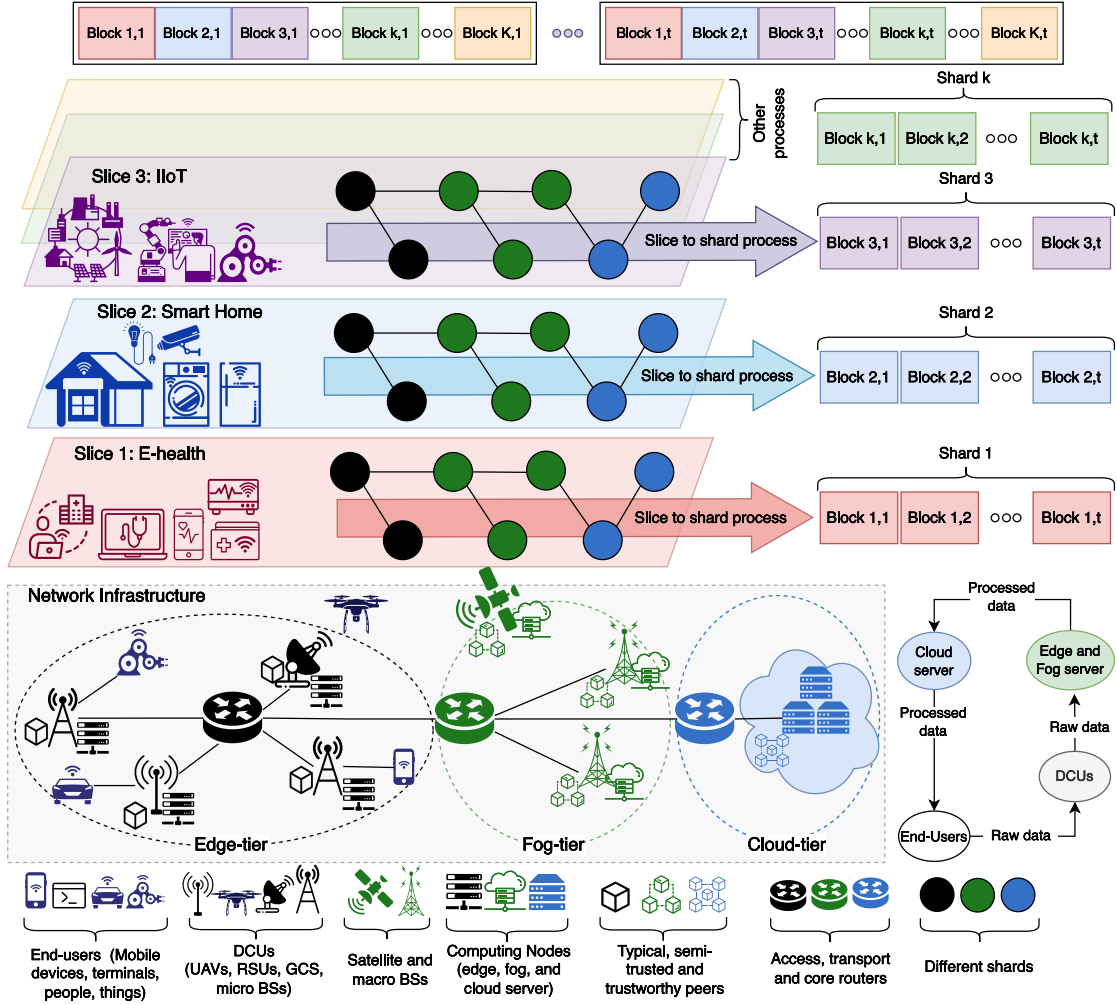 Block 1,1 Block 2,1 Block 3,1 Block k,1 Block K,1
Block 1,t Block 2,t Block 3,t Block k,t Block K,t
Other
processes
Shard k
Block k,1 Block k,2 Block k,t
Slice 3: IIoT
Slice to shard process
Shard 3
Block 3,1 Block 3,2 Block 3,t
Slice 2: Smart Home
Slice to shard process
Shard 2
Block 2,1 Block 2,2 Block 2,t
Slice 1: E-health
Slice to shard process
Shard 1
Block 1,1 Block 1,2 Block 1,t
Network Infrastructure
Edge-tier
Fog-tier
Cloud-tier
Processed
data
Cloud
server
Edge and
Fog server
Processed
data
Raw data
DCUs
End-Users
Raw data
End-users (Mobile
devices, terminals,
people, things)
DCUs
(UAVs, RSUs, GCS,
micro BSs)
Satellite and
macro BSs
Computing Nodes
(edge, fog, and
cloud server)
Typical, semi-
trusted and
trustworthy peers
Access, transport
and core routers
Different shards